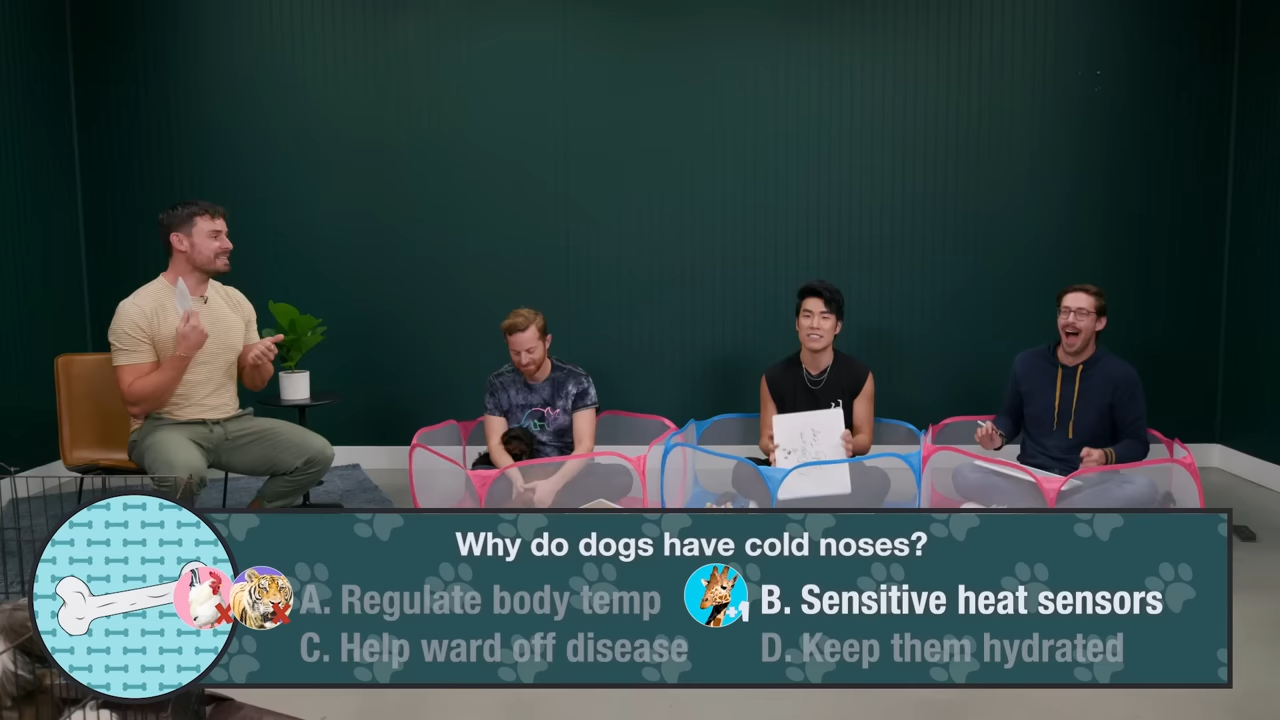 Why do dogs have cold noses?
A. Regulate body temp
+1
B. Sensitive heat sensors
C. Help ward off disease
D. Keep them hydrated